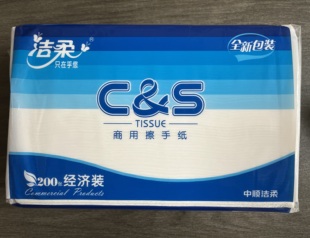 洁柔
只在乎您
全新包装
C&S
TISSUE
商用擦手纸
200 经济装
Commercial Products
中顺洁柔